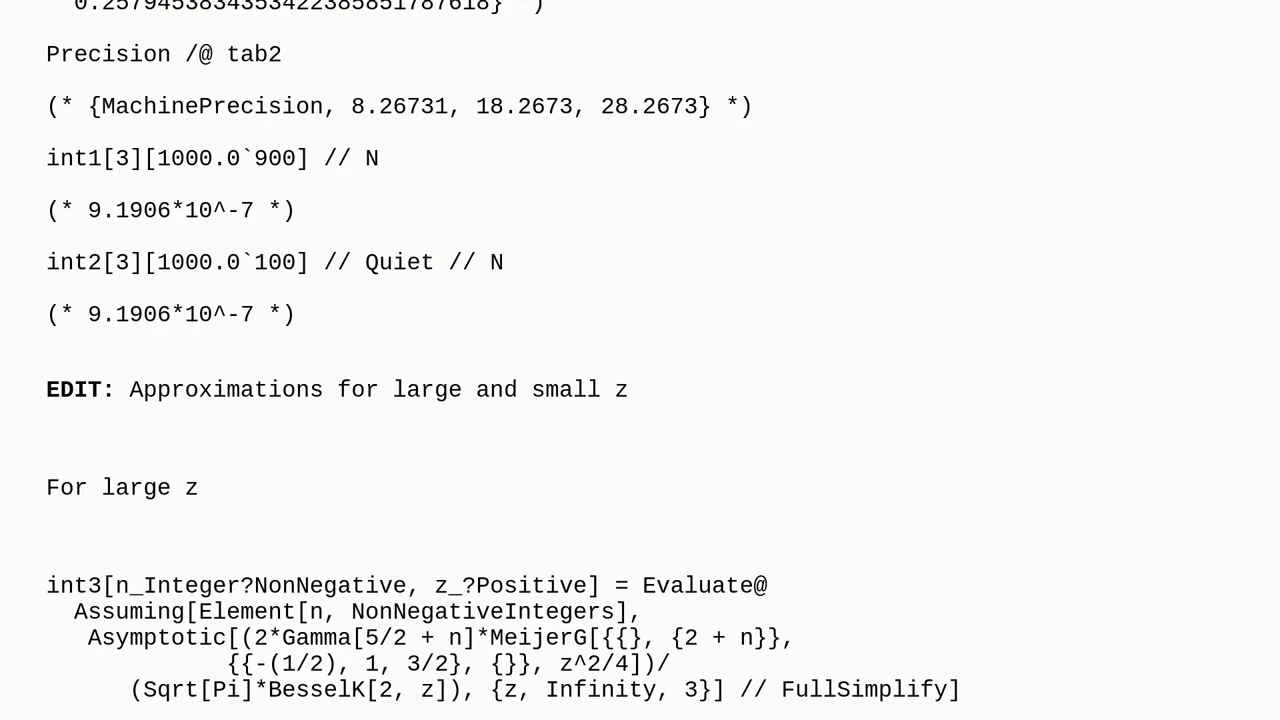 0.2579453834353422385851787618} *)
Precision /@ tab2
(* {MachinePrecision, 8.26731, 18.2673, 28.2673} *)
int1[3][1000.0`900] // N
(* 9.1906*10^-7 *)
int2[3][1000.0`100] // Quiet // N
(* 9.1906*10^-7 *)
EDIT: Approximations for large and small z
For large z
int3[n_Integer?NonNegative, z_?Positive] = Evaluate@
Assuming[Element[n, NonNegativeIntegers],
Asymptotic[(2*Gamma[5/2 + n]*MeijerG[{{}, {2 + n}},
{{-(1/2), 1, 3/2}, {}}, z^2/4])/
(Sqrt[Pi]*BesselK[2, z]), {z, Infinity, 3}] // FullSimplify]